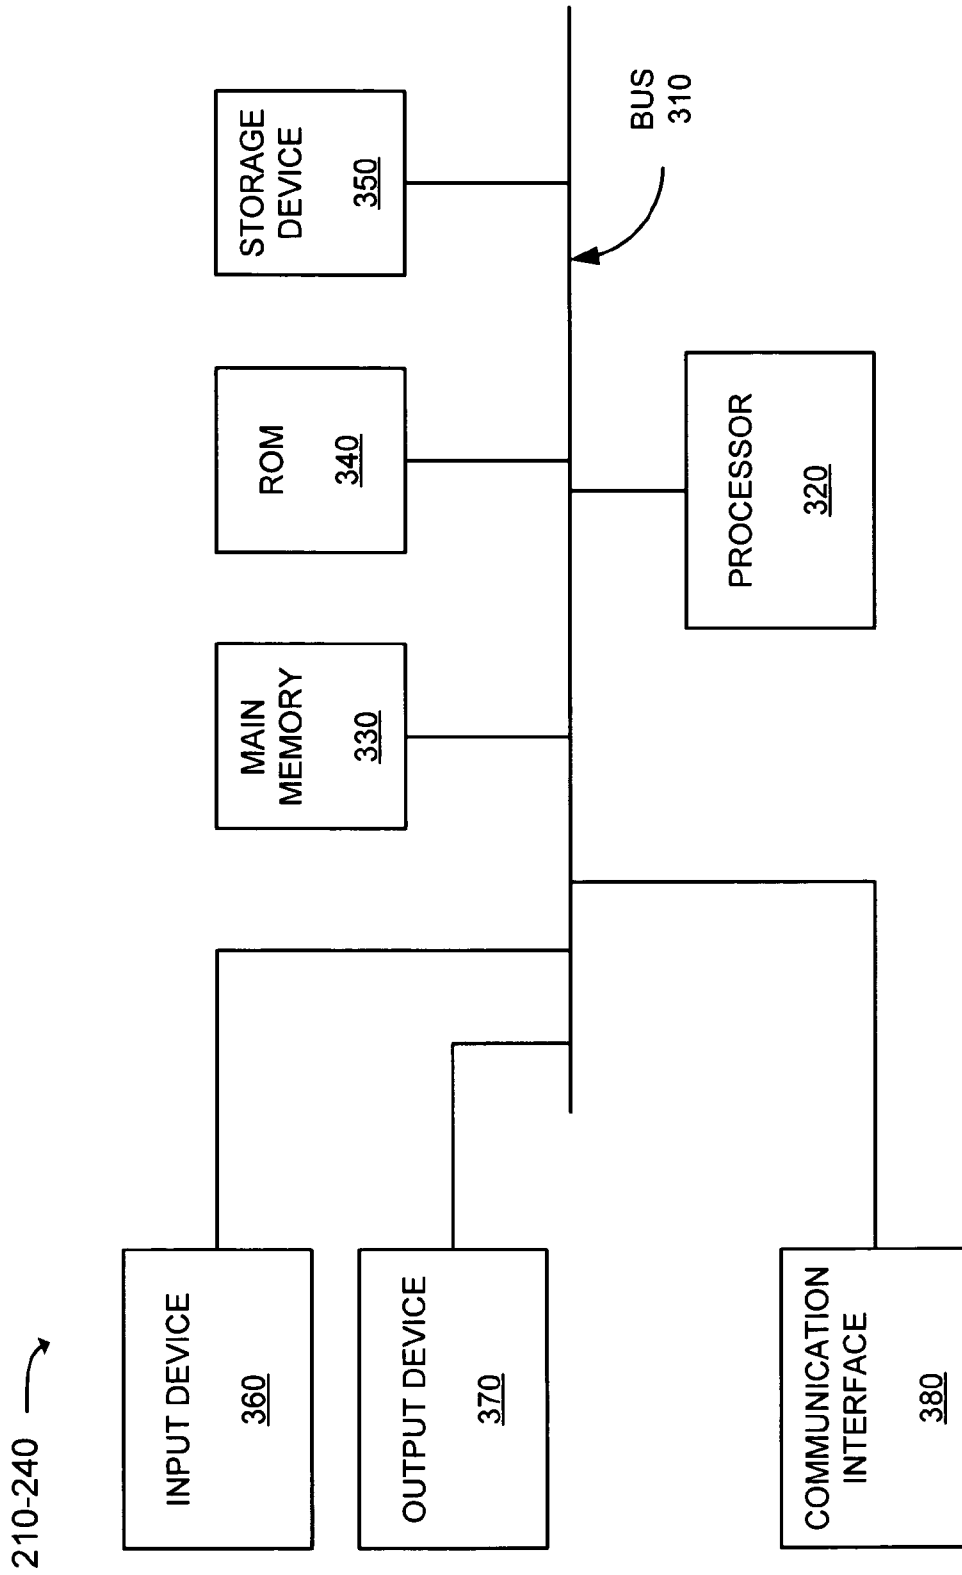 210-240
INPUT DEVICE
360
OUTPUT DEVICE
370
COMMUNICATION
INTERFACE
380
MAIN
MEMORY
330
ROM
340
STORAGE
DEVICE
350
PROCESSOR
320
BUS
310